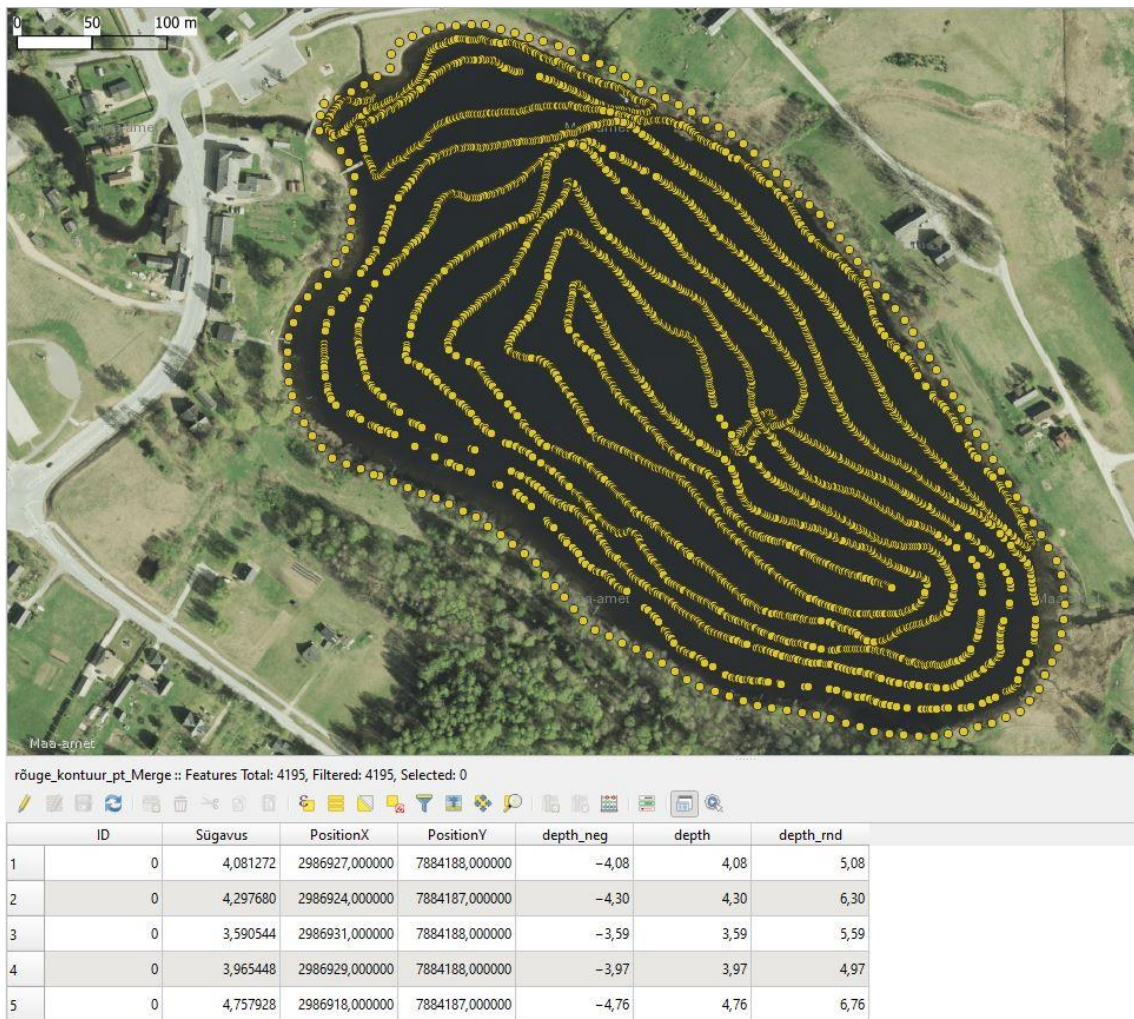 0 50 100 m
Maa-amet
Maa-amet
Maa-amet
rõuge_kontuur_pt_Merge :: Features Total: 4195, Filtered: 4195, Selected: 0
ID Sügavus PositionX PositionY depth_neg depth depth_rnd
1 0 4,081272 2986927,000000 7884188,000000 −4,08 4,08 5,08
2 0 4,297680 2986924,000000 7884187,000000 −4,30 4,30 6,30
3 0 3,590544 2986931,000000 7884188,000000 −3,59 3,59 5,59
4 0 3,965448 2986929,000000 7884188,000000 −3,97 3,97 4,97
5 0 4,757928 2986918,000000 7884187,000000 −4,76 4,76 6,76